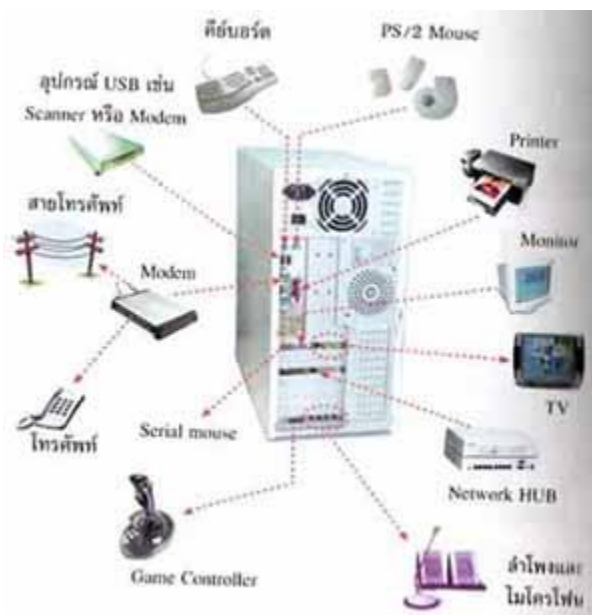 คีย์บอร์ด
PS/2 Mouse
อุปกรณ์ USB เช่น
Scanner หรือ Modem
Printer
สายโทรศัพท์
Monitor
Modem
TV
โทรศัพท์
Serial mouse
Network HUB
Game Controller
ลำโพงและ
ไมโครโฟน